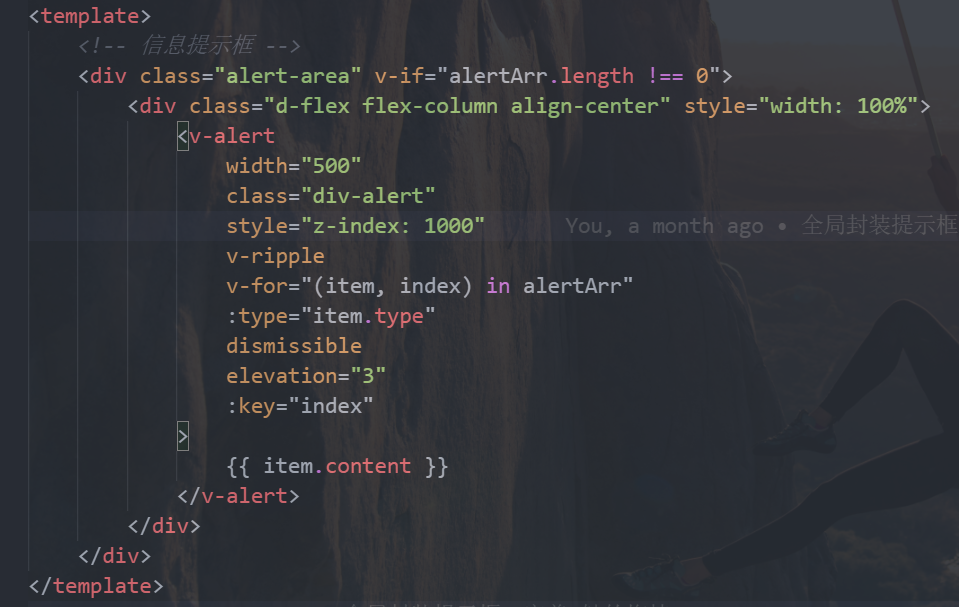 <template>
<!-- 信息提示框 -->
<div class="alert-area" v-if="alertArr.length !== 0">
<div class="d-flex flex-column align-center" style="width: 100%">
<v-alert
width="500"
class="div-alert"
style="z-index: 1000" You, a month ago • 全局封装提示框
v-ripple
v-for="(item, index) in alertArr"
:type="item.type"
dismissible
elevation="3"
:key="index"
>
{{ item.content }}
</v-alert>
</div>
</div>
</template>